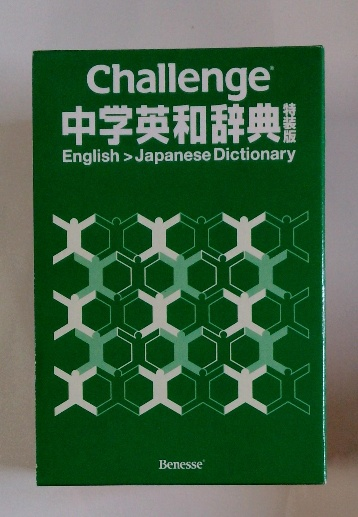 Challenge®
中学英和辞典 特装版
English > Japanese Dictionary
Benesse®